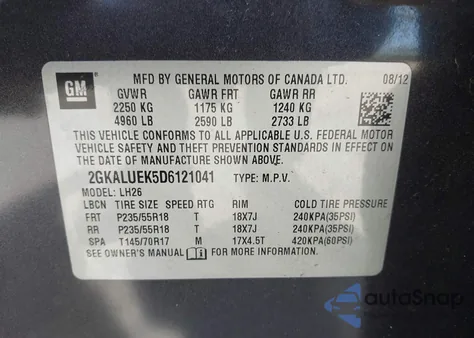 GM
MFD BY GENERAL MOTORS OF CANADA LTD. 08/12
GVWR GAWR FRT GAWR RR
2250 KG 1175 KG 1240 KG
4960 LB 2590 LB 2733 LB
THIS VEHICLE CONFORMS TO ALL APPLICABLE U.S. FEDERAL MOTOR
VEHICLE SAFETY AND THEFT PREVENTION STANDARDS IN EFFECT ON
THE DATE OF MANUFACTURE SHOWN ABOVE.
2GKALUEK5D6121041 TYPE: M.P.V.
MODEL: LH26
LBCN TIRE SIZE SPEED RTG RIM COLD TIRE PRESSURE
FRT P235/55R18 T 18X7J 240KPA(35PSI)
RR P235/55R18 T 18X7J 240KPA(35PSI)
SPA T145/70R17 M 17X4.5T 420KPA(60PSI)
SEE OWNER'S MANUAL FOR MORE INFORMATION.
autoSnap